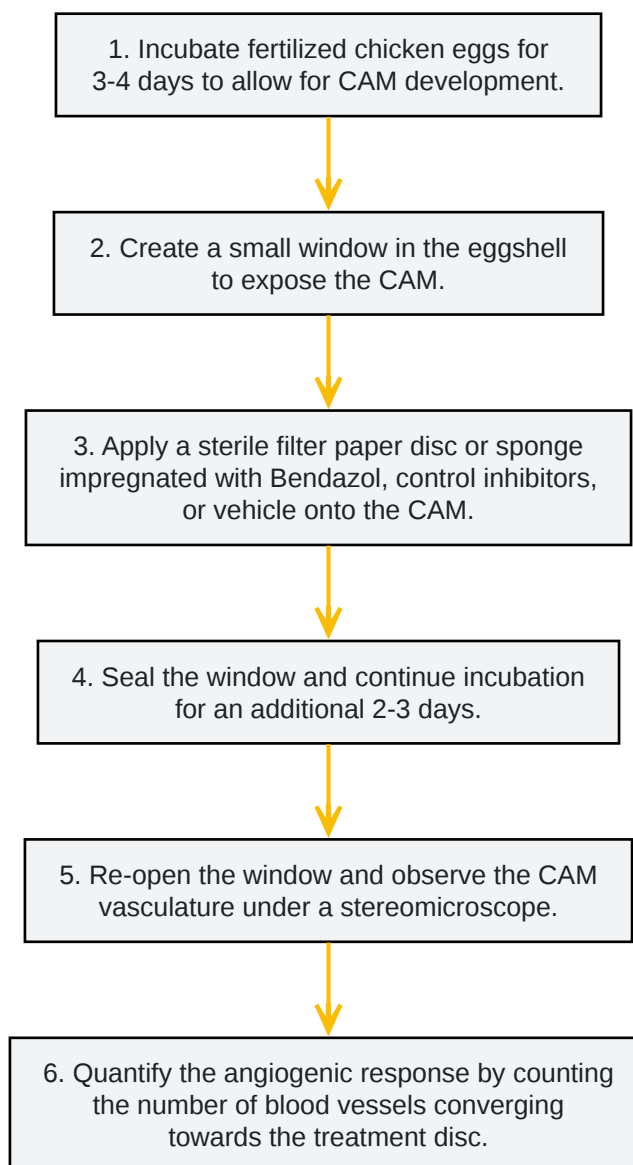 1. Incubate fertilized chicken eggs for
3-4 days to allow for CAM development.
2. Create a small window in the eggshell
to expose the CAM.
3. Apply a sterile filter paper disc or sponge
impregnated with Bendazol, control inhibitors,
or vehicle onto the CAM.
4. Seal the window and continue incubation
for an additional 2-3 days.
5. Re-open the window and observe the CAM
vasculature under a stereomicroscope.
6. Quantify the angiogenic response by counting
the number of blood vessels converging
towards the treatment disc.